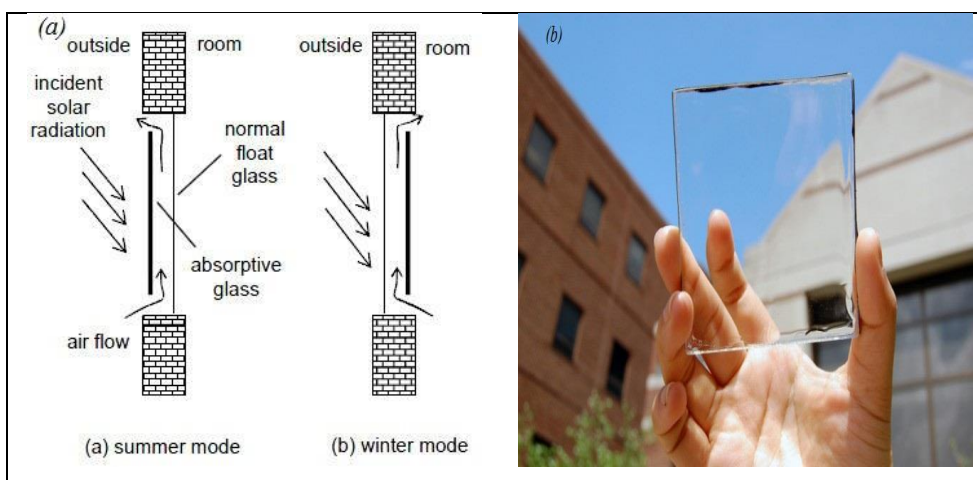 (a)
outside room
incident
solar
radiation
normal
float
glass
absorptive
glass
air flow
(a) summer mode
outside room
(b) winter mode
(b)